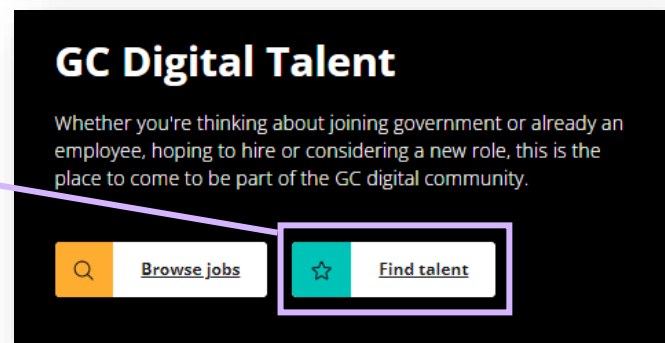 GC Digital Talent
Whether you're thinking about joining government or already an
employee, hoping to hire or considering a new role, this is the
place to come to be part of the GC digital community.
Browse jobs
Find talent